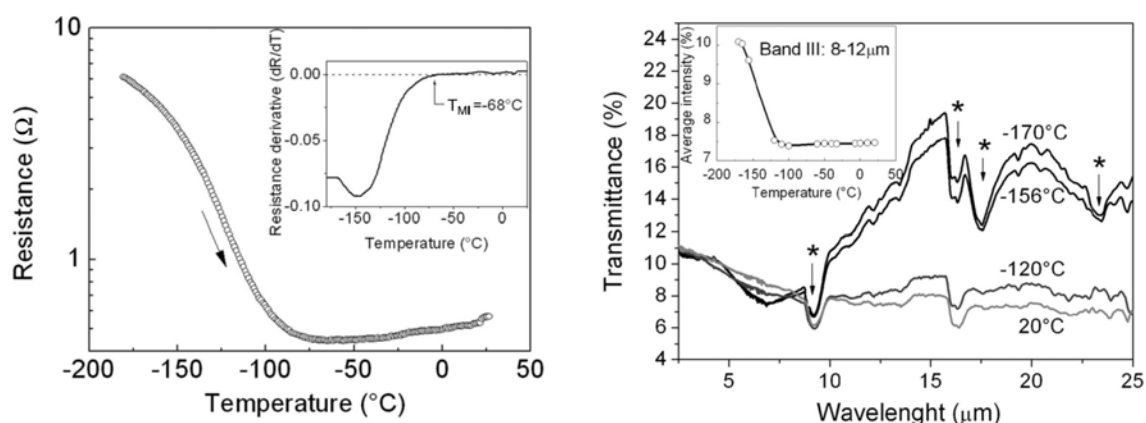 10
1
Resistance (Ω)
-200 -150 -100 -50 0 50
Temperature (°C)
0.00
-0.05
-0.10
Resistance derivative (dR/dT)
T_MI=-68°C
-150 -100 -50 0
Temperature (°C)
24
22
20
18
16
14
12
10
8
6
4
Transmittance (%)
5 10 15 20 25
Wavelenght (μm)
10
9
8
7
Average intensity (%)
Band III: 8-12μm
-200 -150 -100 -50 0 50
Temperature (°C)
*
*
*
*
-170°C
-156°C
-120°C
20°C